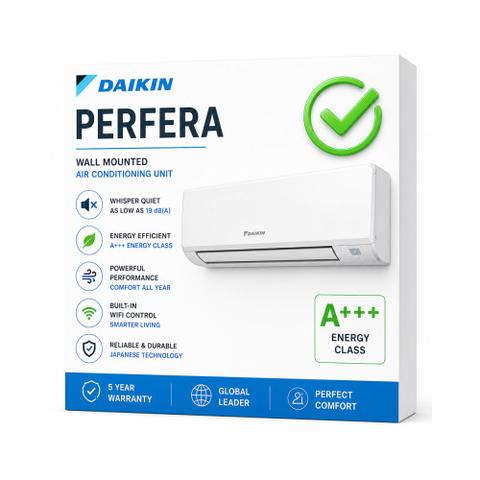 DAIKIN
PERFERA
WALL MOUNTED
AIR CONDITIONING UNIT
WHISPER QUIET
AS LOW AS 19 dB(A)
ENERGY EFFICIENT
A+++ ENERGY CLASS
POWERFUL
PERFORMANCE
COMFORT ALL YEAR
BUILT-IN
WIFI CONTROL
SMARTER LIVING
RELIABLE & DURABLE
JAPANESE TECHNOLOGY
DAIKIN
A+++
ENERGY
CLASS
5 YEAR
WARRANTY
GLOBAL
LEADER
PERFECT
COMFORT